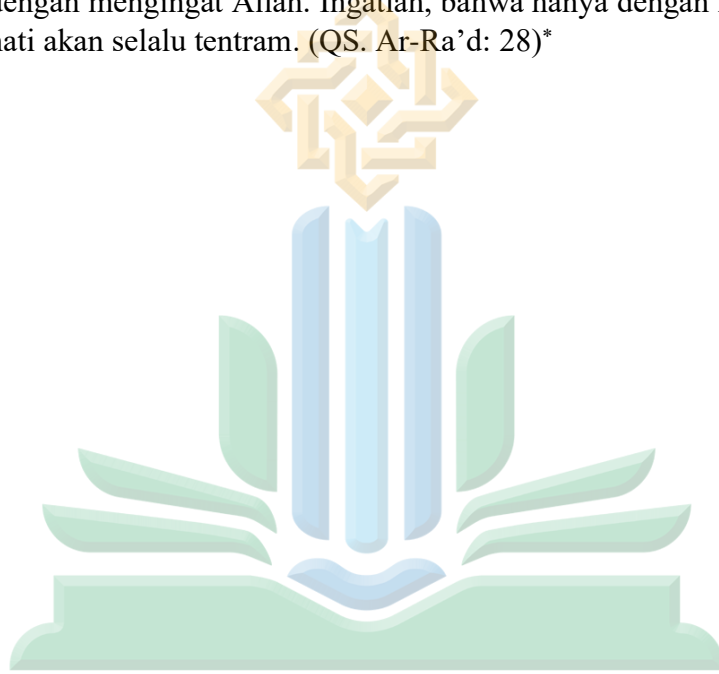 dengan mengingat Allah. Ingatlah, bahwa hanya dengan
hati akan selalu tentram. (QS. Ar-Ra’d: 28)*